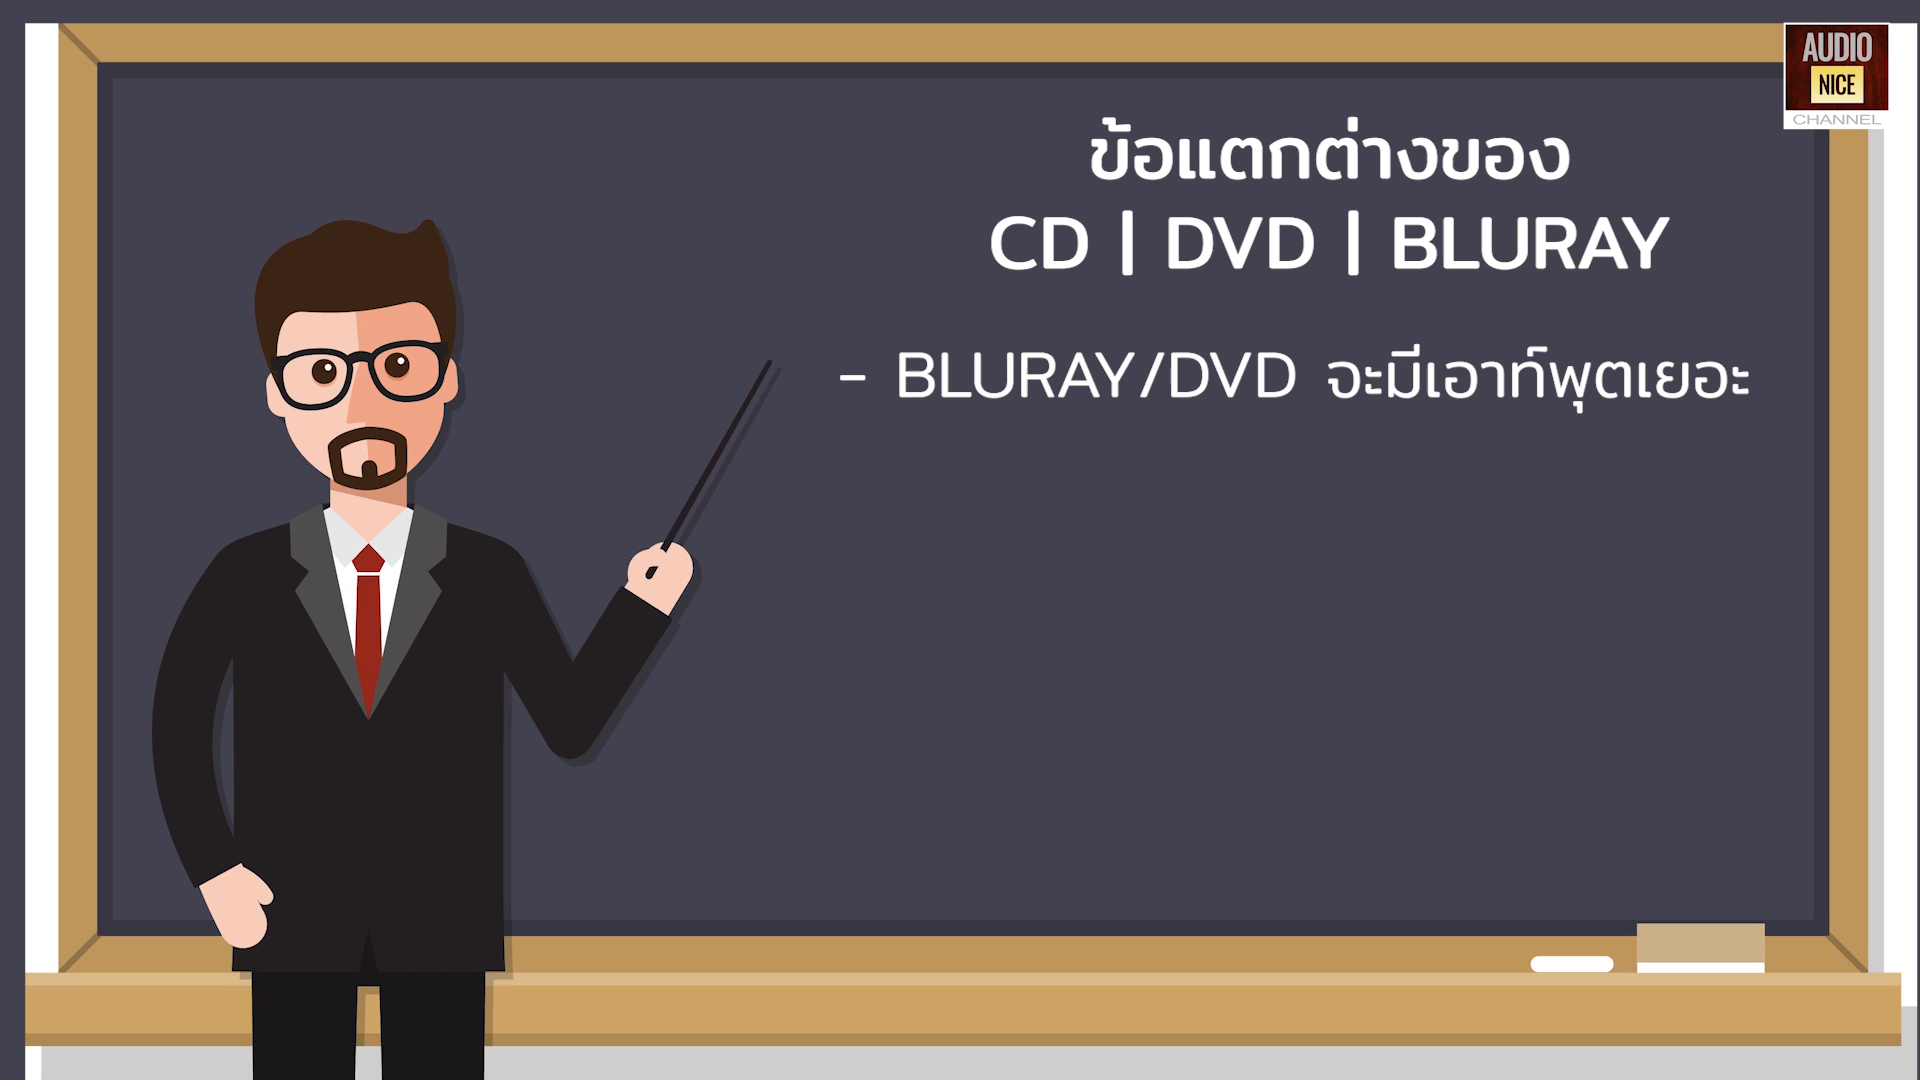 AUDIO
NICE
CHANNEL
ข้อแตกต่างของ
CD | DVD | BLURAY
- BLURAY/DVD จะมีเอาท์พุตเยอะ